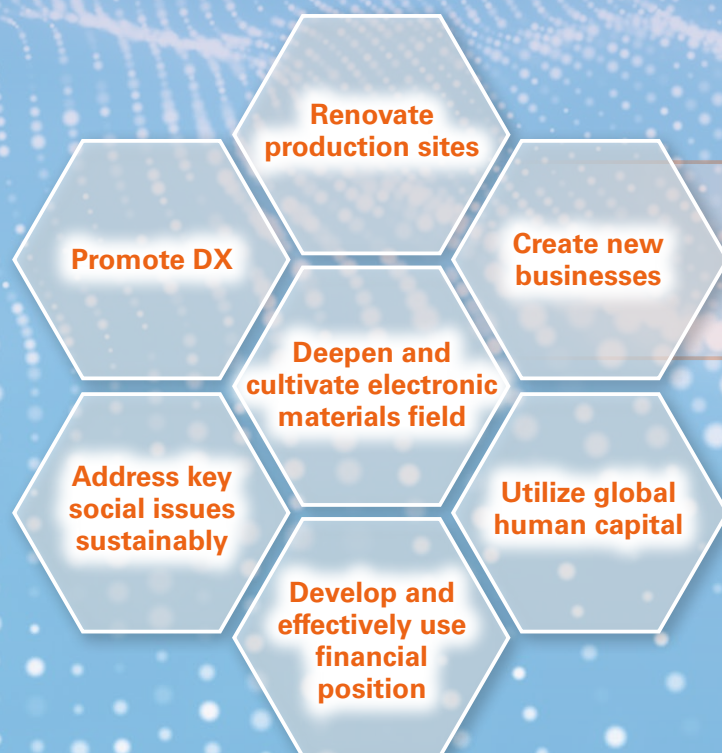 Renovate
production sites
Promote DX
Create new
businesses
Deepen and
cultivate electronic
materials field
Address key
social issues
sustainably
Utilize global
human capital
Develop and
effectively use
financial
position